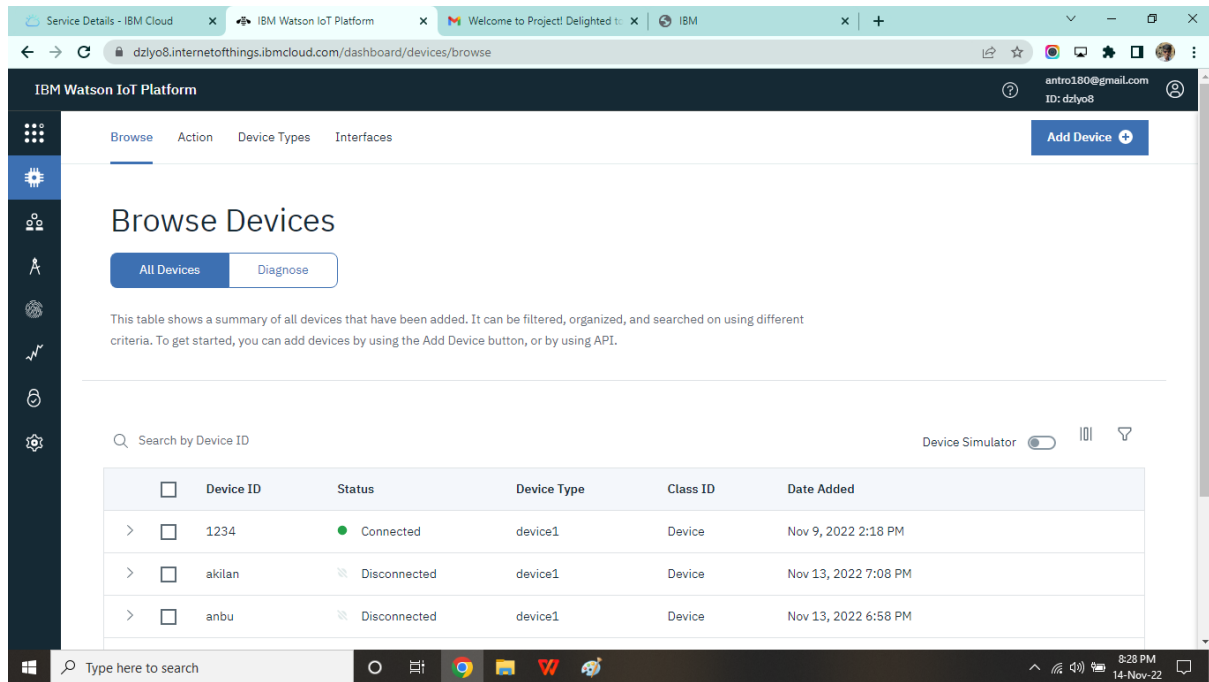 Service Details - IBM Cloud
IBM Watson IoT Platform
Welcome to Project! Delighted to
IBM
dzlyo8.internetofthings.ibmcloud.com/dashboard/devices/browse
IBM Watson IoT Platform
antro180@gmail.com
ID: dzlyo8
Browse Action Device Types Interfaces
Add Device
Browse Devices
All Devices Diagnose
This table shows a summary of all devices that have been added. It can be filtered, organized, and searched on using different
criteria. To get started, you can add devices by using the Add Device button, or by using API.
Search by Device ID
Device Simulator
Device ID Status Device Type Class ID Date Added
1234 Connected device1 Device Nov 9, 2022 2:18 PM
akilan Disconnected device1 Device Nov 13, 2022 7:08 PM
anbu Disconnected device1 Device Nov 13, 2022 6:58 PM
Type here to search
8:28 PM
14-Nov-22